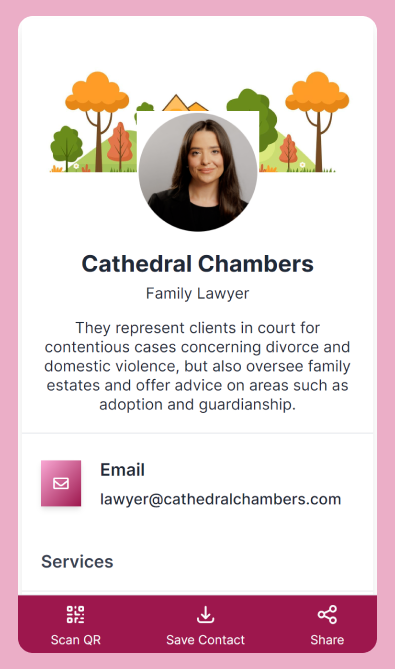 Cathedral Chambers
Family Lawyer
They represent clients in court for
contentious cases concerning divorce and
domestic violence, but also oversee family
estates and offer advice on areas such as
adoption and guardianship.
Email
lawyer@cathedralchambers.com
Services
Scan QR
Save Contact
Share